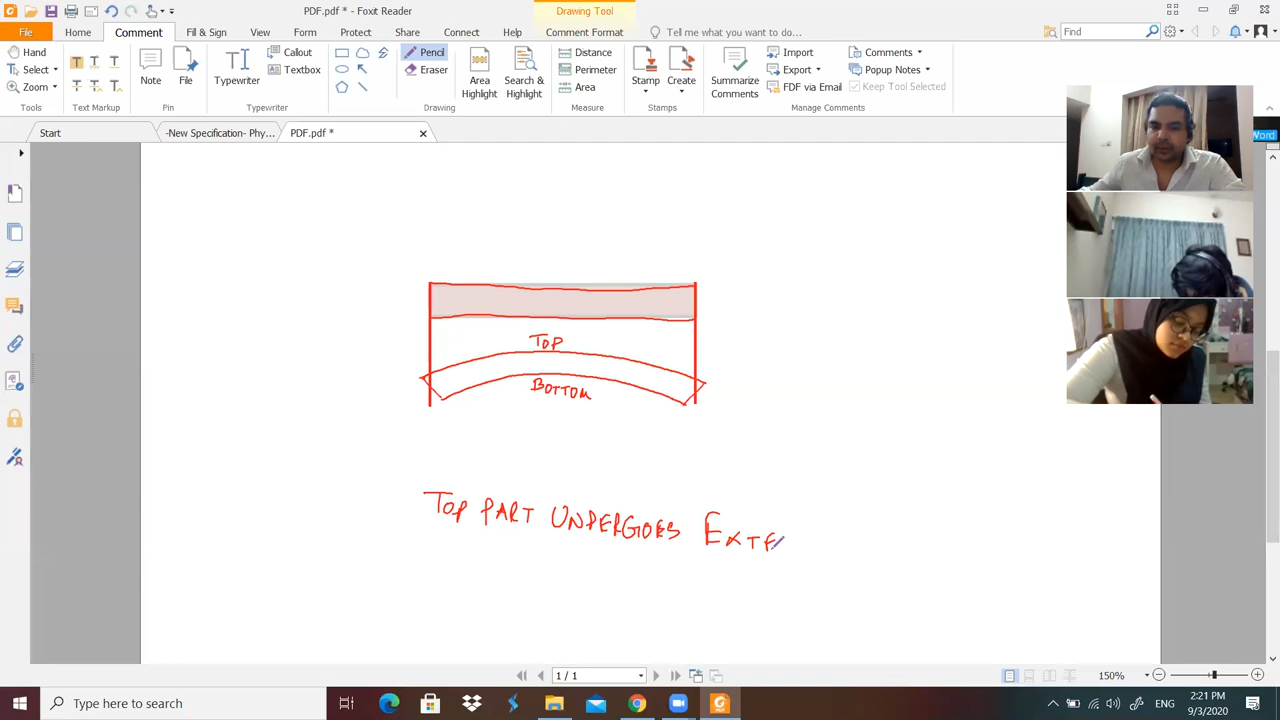 PDF.pdf * - Foxit Reader
Drawing Tool
File Home Comment Fill & Sign View Form Protect Share Connect Help Comment Format Tell me what you want to do... Find
Hand
Select
Zoom
Tools
Text Markup
Note
File
Pin
Typewriter
Callout
Textbox
Typewriter
Pencil
Eraser
Drawing
Area Highlight
Search & Highlight
Distance
Perimeter
Area
Measure
Stamp
Create
Stamps
Summarize Comments
Import
Export
FDF via Email
Comments
Popup Notes
Keep Tool Selected
Manage Comments
Start
-New Specification- Phy...
PDF.pdf *
Word
TOP
BOTTOM
TOP PART UNDERGOES EXTE
1 / 1
150%
Type here to search
ENG
2:21 PM
9/3/2020